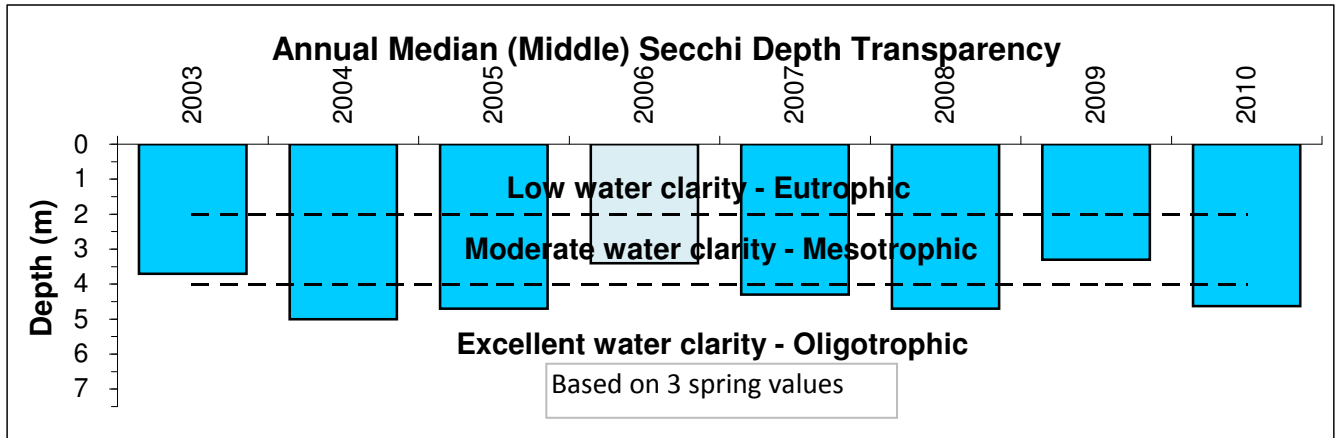 Annual Median (Middle) Secchi Depth Transparency
2003 2004 2005 2006 2007 2008 2009 2010
0
1
Low water clarity - Eutrophic
2
3
Moderate water clarity - Mesotrophic
4
5
Excellent water clarity - Oligotrophic
6
7
Depth (m)
Based on 3 spring values